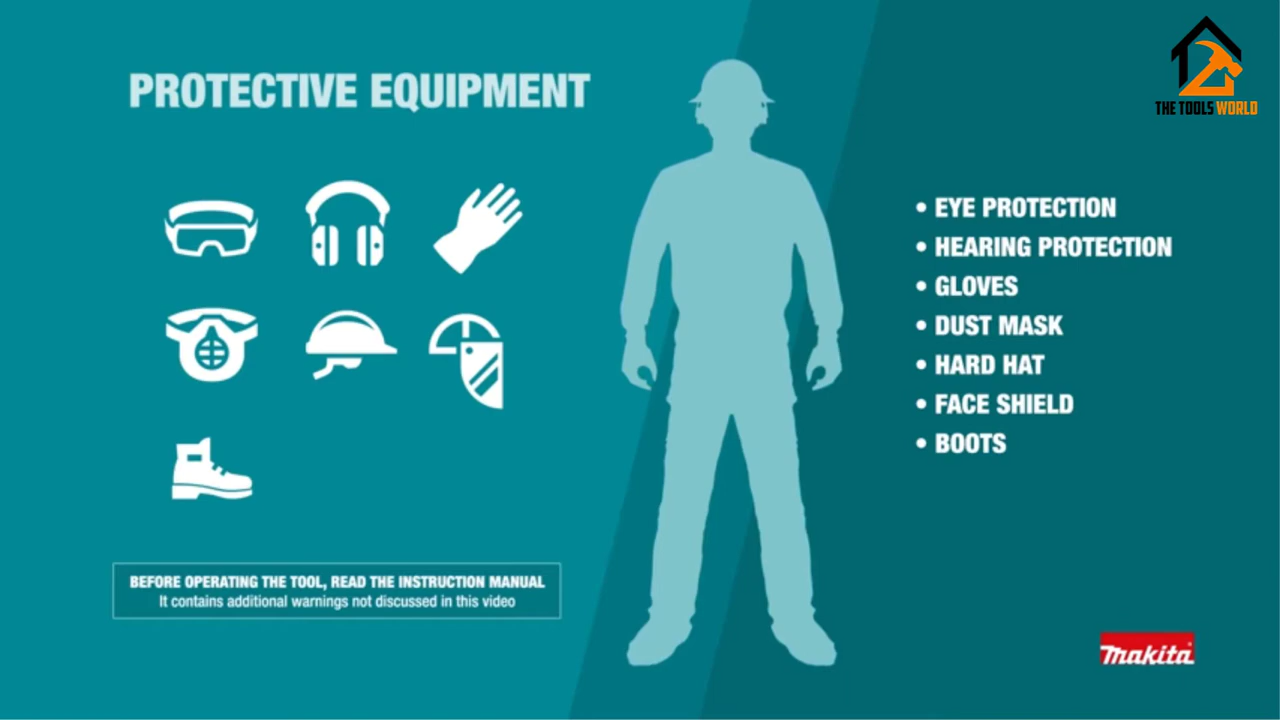 PROTECTIVE EQUIPMENT
THE TOOLS WORLD
• EYE PROTECTION
• HEARING PROTECTION
• GLOVES
• DUST MASK
• HARD HAT
• FACE SHIELD
• BOOTS
BEFORE OPERATING THE TOOL, READ THE INSTRUCTION MANUAL
It contains additional warnings not discussed in this video
makita